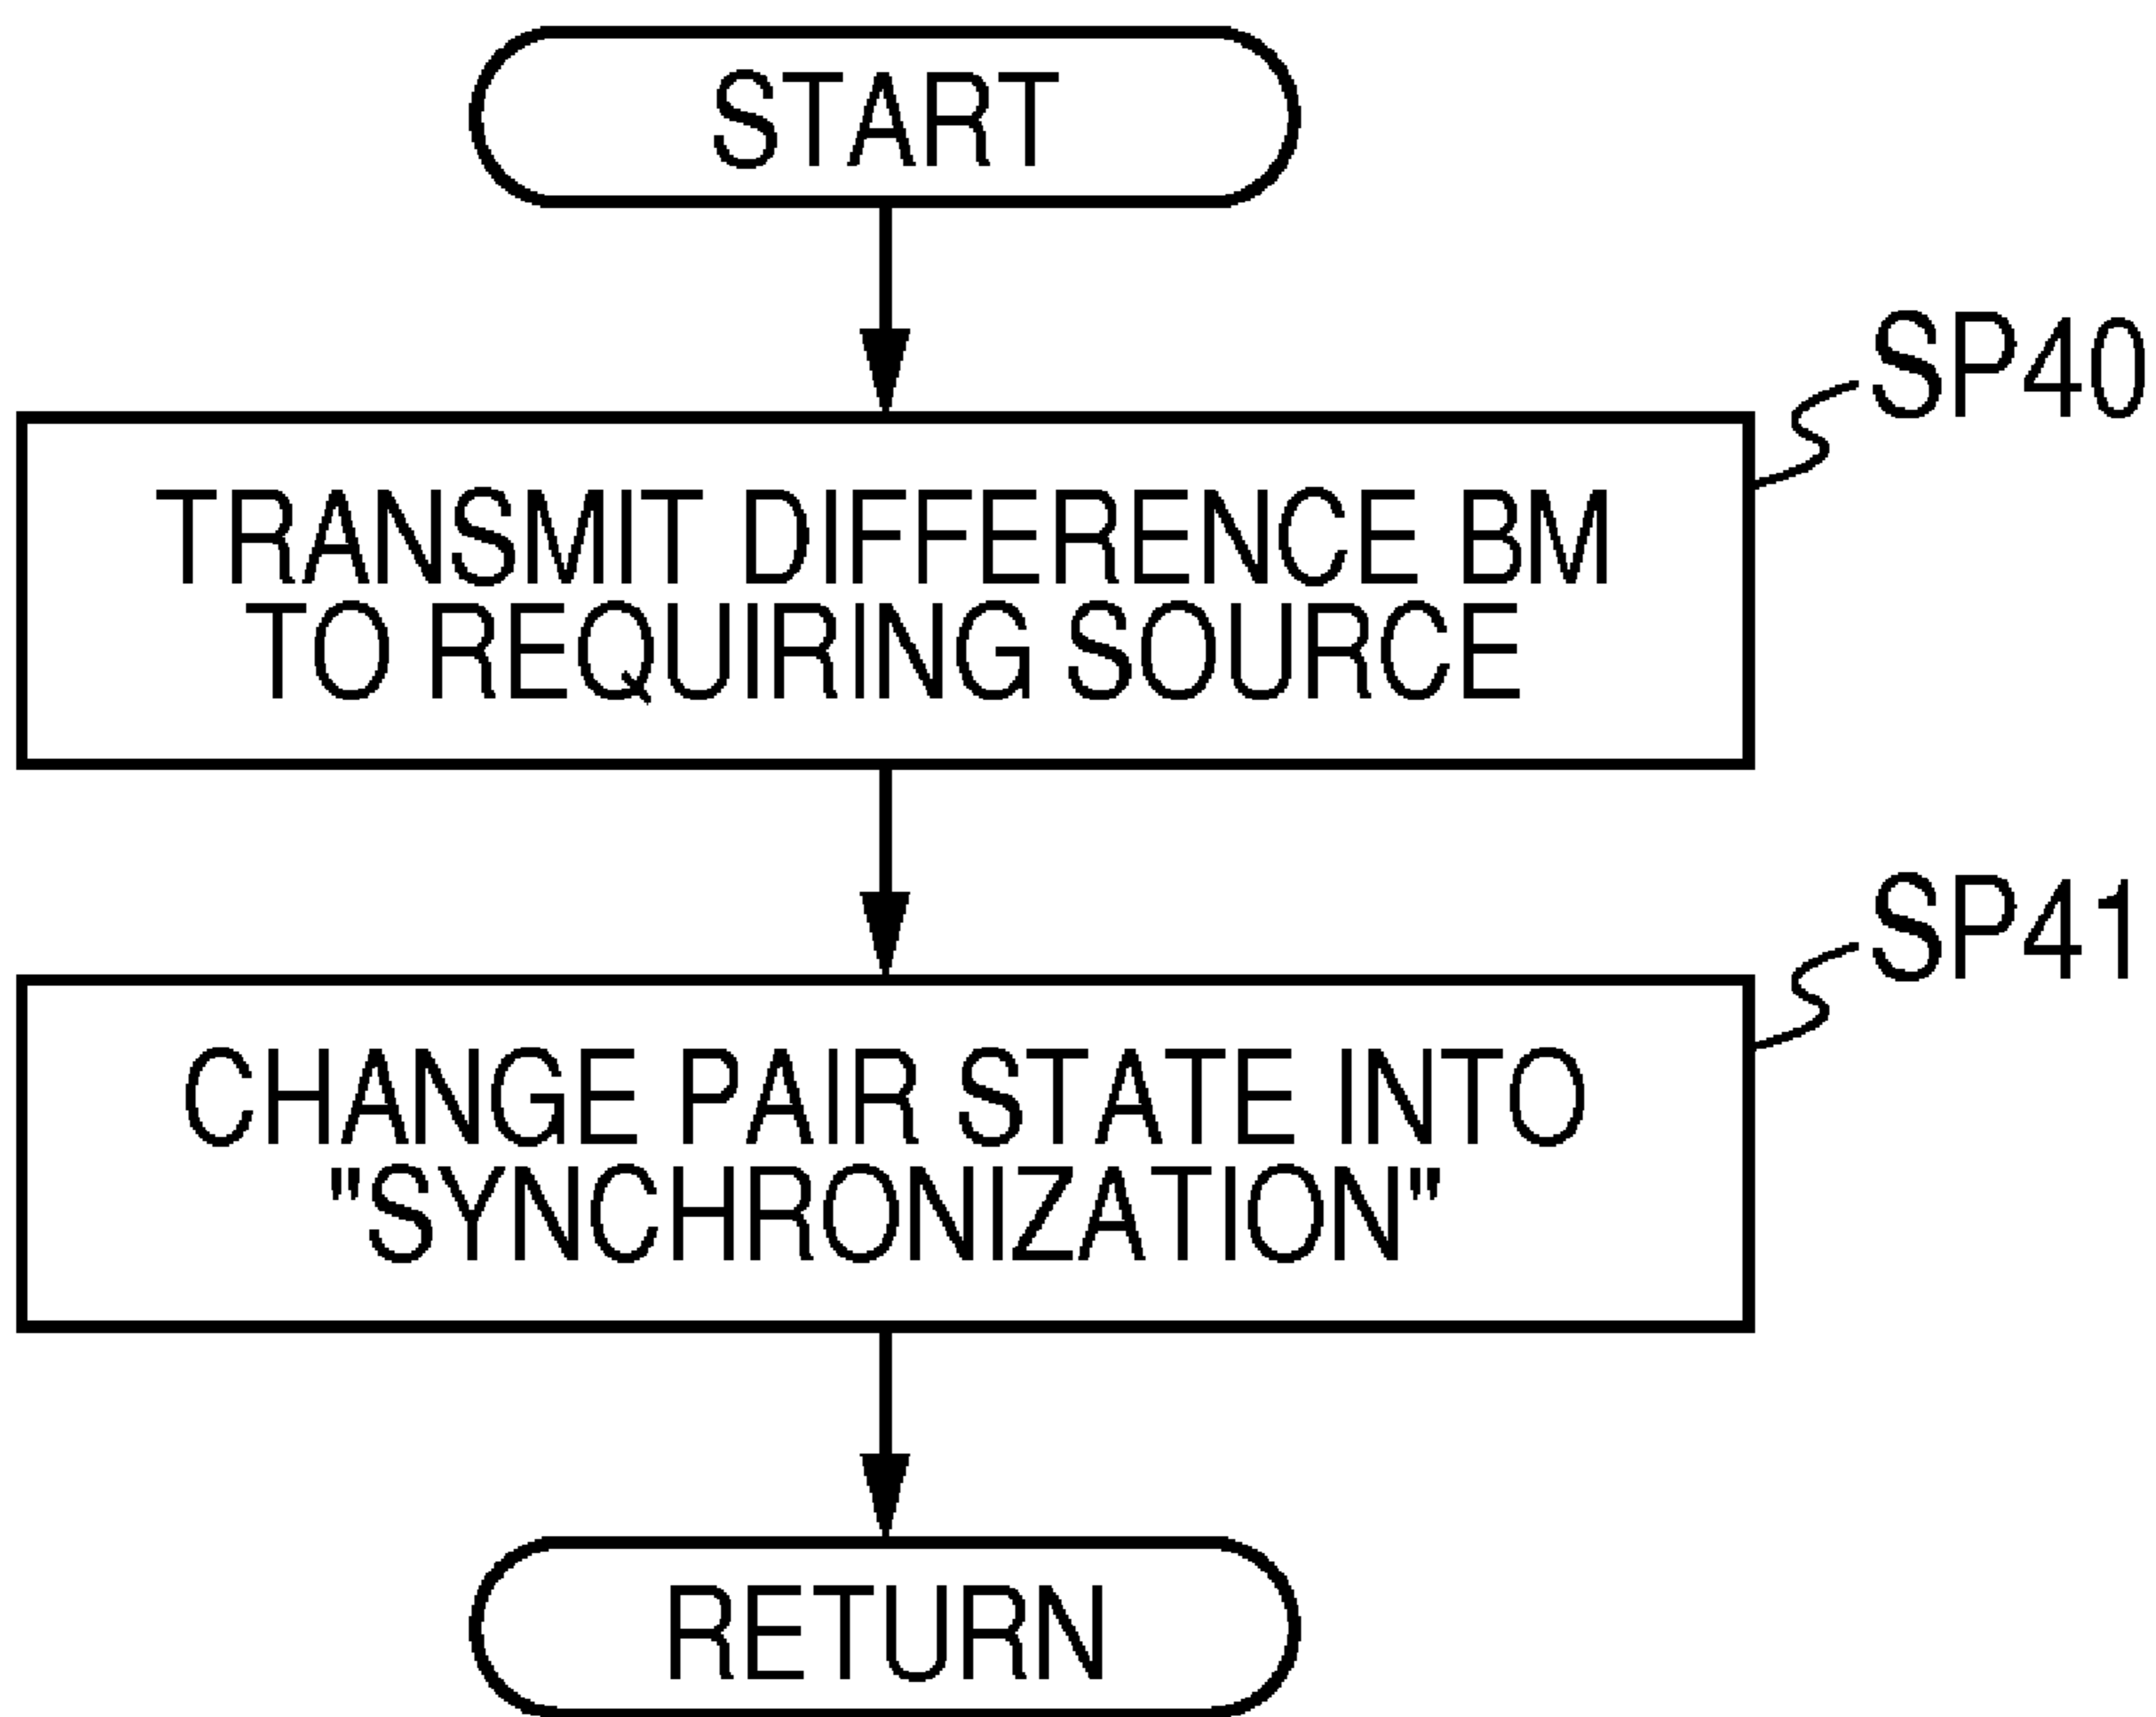 START
SP40
TRANSMIT DIFFERENCE BM
TO REQUIRING SOURCE
SP41
CHANGE PAIR STATE INTO
"SYNCHRONIZATION"
RETURN